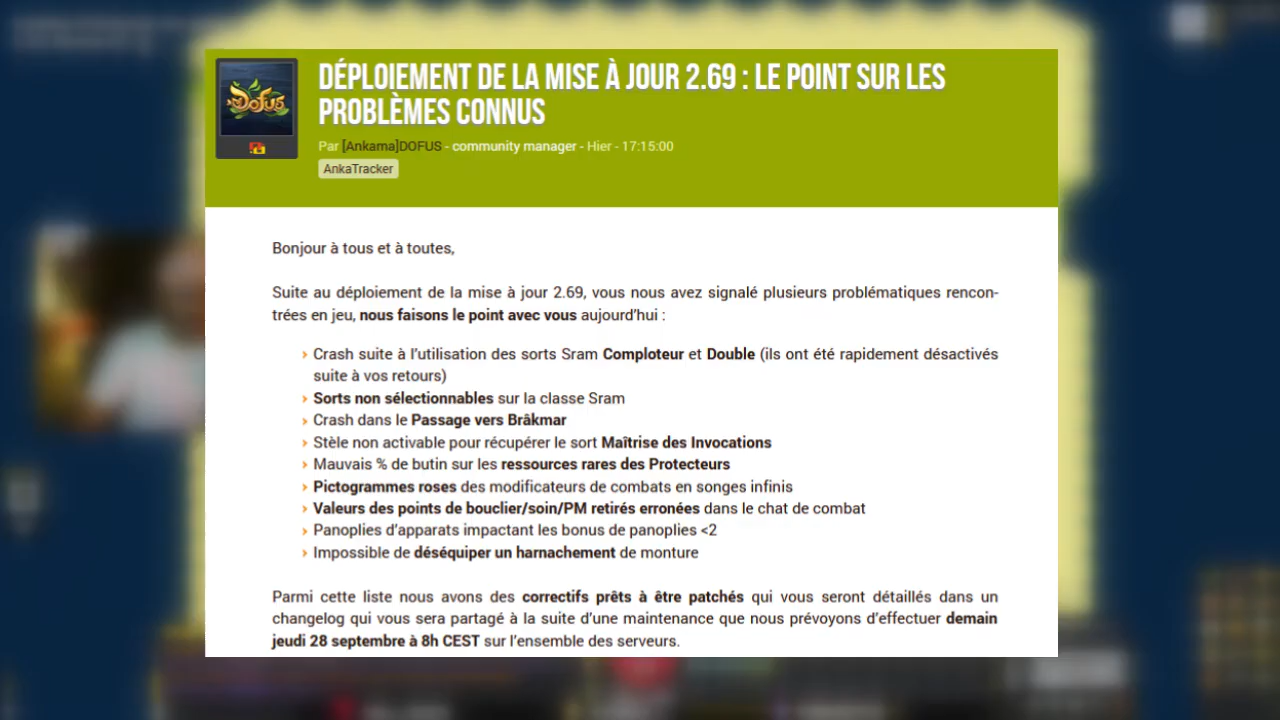 DÉPLOIEMENT DE LA MISE À JOUR 2.69 : LE POINT SUR LES
PROBLÈMES CONNUS
DOFUS
Par [Ankama]DOFUS - community manager - Hier - 17:15:00
AnkaTracker
Bonjour à tous et à toutes,
Suite au déploiement de la mise à jour 2.69, vous nous avez signalé plusieurs problématiques rencon-
trées en jeu, nous faisons le point avec vous aujourd'hui :
› Crash suite à l'utilisation des sorts Sram Comploteur et Double (ils ont été rapidement désactivés
suite à vos retours)
› Sorts non sélectionnables sur la classe Sram
› Crash dans le Passage vers Brâkmar
› Stèle non activable pour récupérer le sort Maîtrise des Invocations
› Mauvais % de butin sur les ressources rares des Protecteurs
› Pictogrammes roses des modificateurs de combats en songes infinis
› Valeurs des points de bouclier/soin/PM retirés erronées dans le chat de combat
› Panoplies d'apparats impactant les bonus de panoplies <2
› Impossible de déséquiper un harnachement de monture
Parmi cette liste nous avons des correctifs prêts à être patchés qui vous seront détaillés dans un
changelog qui vous sera partagé à la suite d'une maintenance que nous prévoyons d'effectuer demain
jeudi 28 septembre à 8h CEST sur l'ensemble des serveurs.